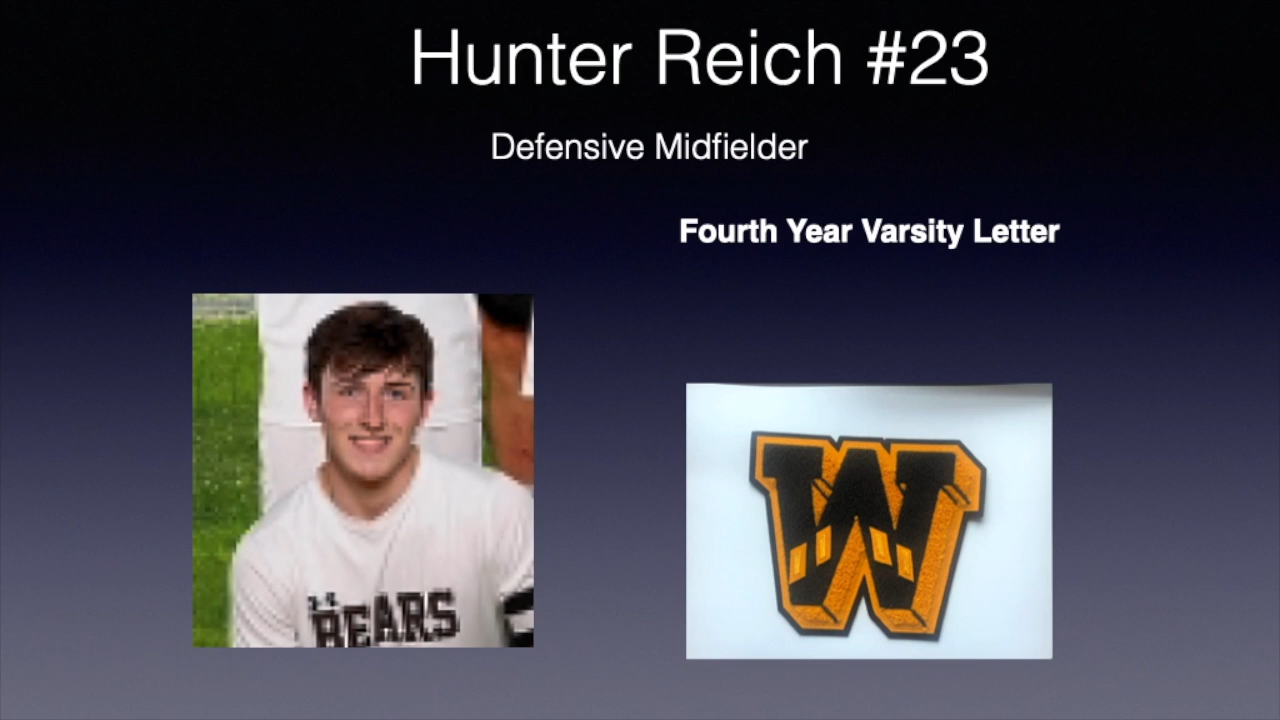 Hunter Reich #23
Defensive Midfielder
Fourth Year Varsity Letter
BEARS
W